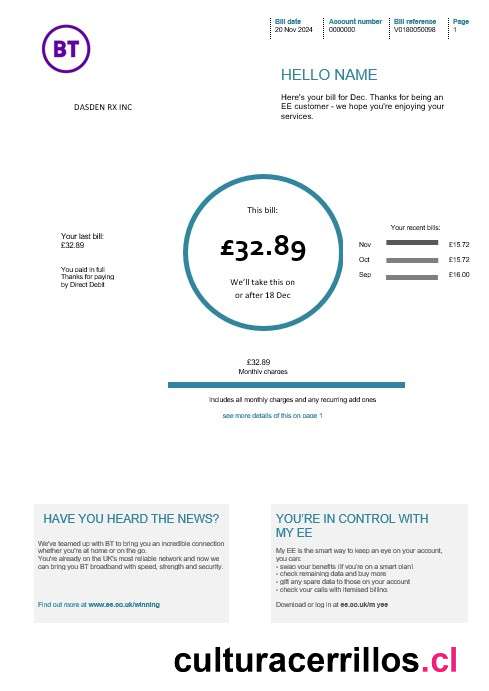 Bill date
20 Nov 2024
Account number
0000000
Bill reference
V0180050098
Page
1
BT
HELLO NAME
Here's your bill for Dec. Thanks for being an
EE customer - we hope you're enjoying your
services.
DASDEN RX INC
This bill:
£32.89
We'll take this on
or after 18 Dec
Your last bill:
£32.89
You paid in full
Thanks for paying
by Direct Debit
Your recent bills:
Nov £15.72
Oct £15.72
Sep £16.00
£32.89
Monthly charges
Includes all monthly charges and any recurring add ones
see more details of this on page 1
HAVE YOU HEARD THE NEWS?
We've teamed up with BT to bring you an incredible connection
whether you're at home or on the go.
You're already on the UK's most reliable network and now we
can bring you BT broadband with speed, strength and security.
Find out more at www.ee.co.uk/winning
YOU'RE IN CONTROL WITH
MY EE
My EE is the smart way to keep an eye on your account,
you can:
- swap your benefits (if you're on a smart plan)
- check remaining data and buy more
- gift any spare data to those on your account
- check your calls with itemised billing
Download or log in at ee.co.uk/m yee
culturacerrillos.cl